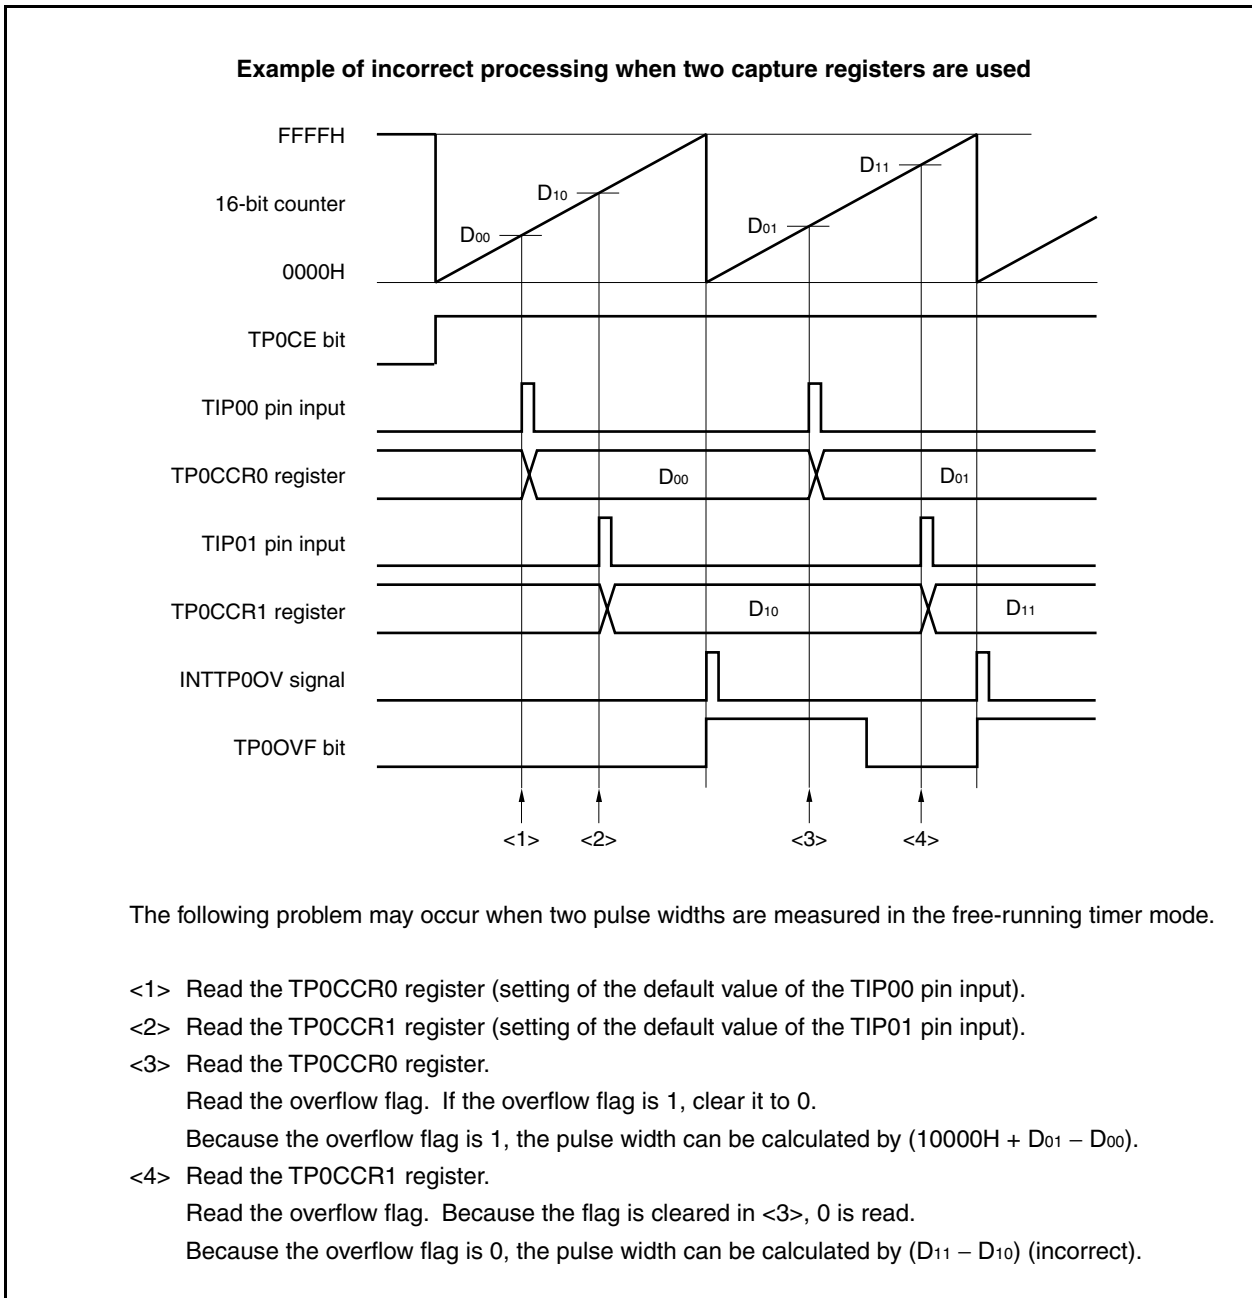 Example of incorrect processing when two capture registers are used
FFFFH
D11
D10
16-bit counter
D01
D00
0000H
TP0CE bit
TIP00 pin input
TP0CCR0 register
D00
D01
TIP01 pin input
TP0CCR1 register
D10
D11
INTTP0OV signal
TP0OVF bit
<1> <2> <3> <4>
The following problem may occur when two pulse widths are measured in the free-running timer mode.
<1> Read the TP0CCR0 register (setting of the default value of the TIP00 pin input).
<2> Read the TP0CCR1 register (setting of the default value of the TIP01 pin input).
<3> Read the TP0CCR0 register.
Read the overflow flag. If the overflow flag is 1, clear it to 0.
Because the overflow flag is 1, the pulse width can be calculated by (10000H + D01 − D00).
<4> Read the TP0CCR1 register.
Read the overflow flag. Because the flag is cleared in <3>, 0 is read.
Because the overflow flag is 0, the pulse width can be calculated by (D11 − D10) (incorrect).